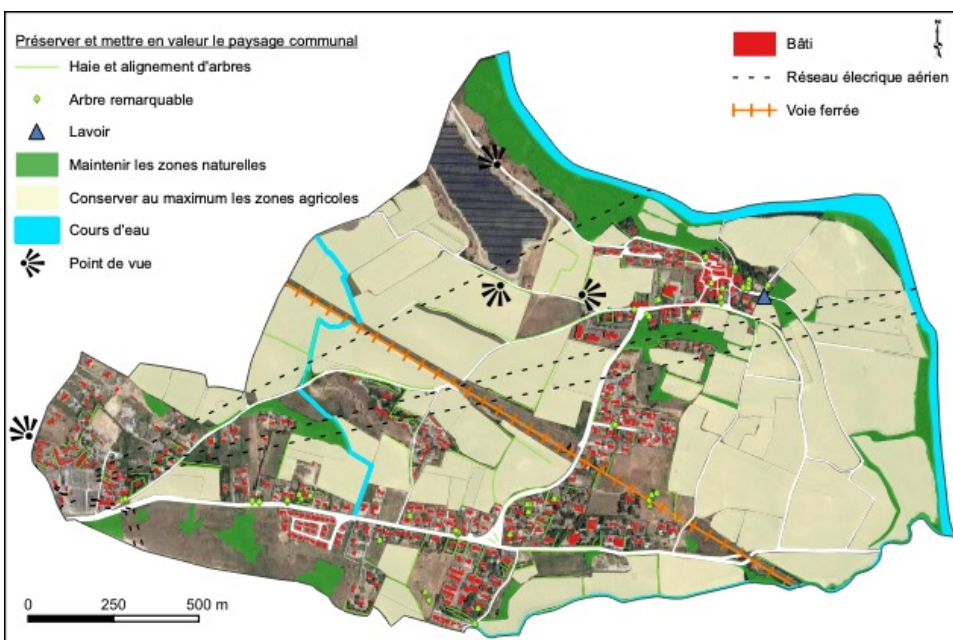 Préserver et mettre en valeur le paysage communal
Haie et alignement d'arbres
Arbre remarquable
Lavoir
Maintenir les zones naturelles
Conserver au maximum les zones agricoles
Cours d'eau
Point de vue
Bâti
Réseau élecrique aérien
Voie ferrée
N
0 250 500 m